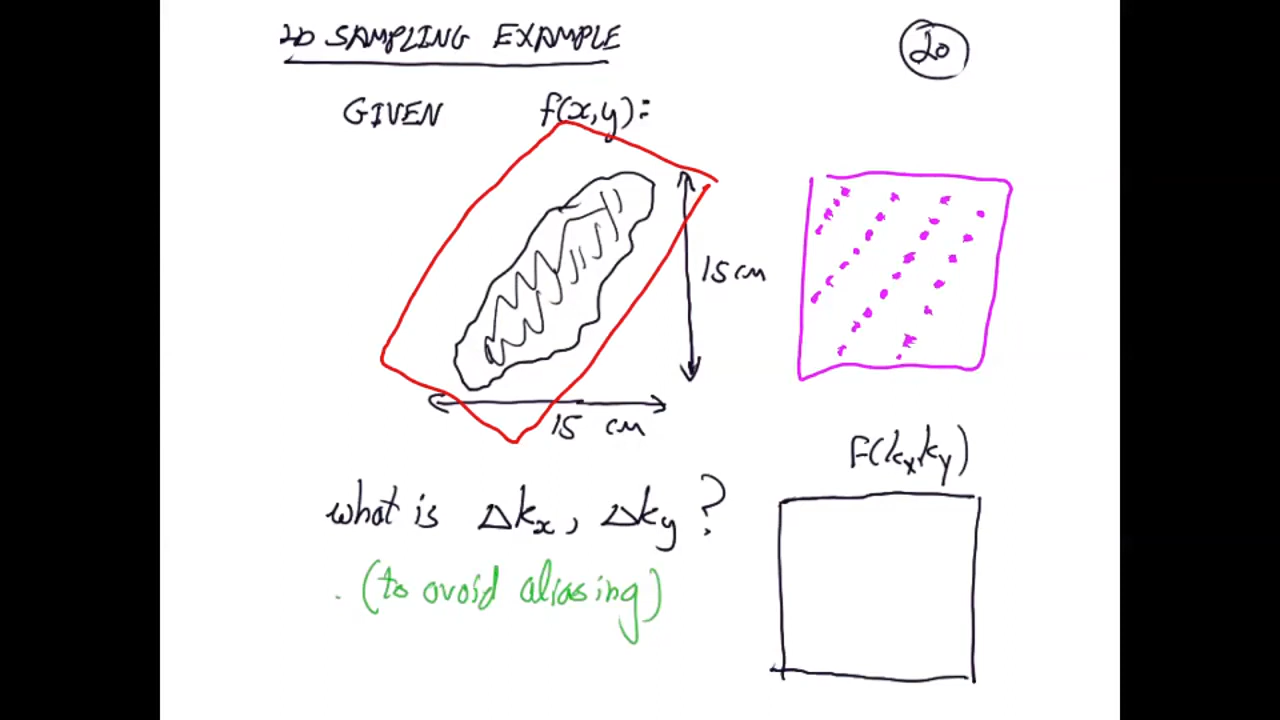 2D SAMPLING EXAMPLE
20
GIVEN f(x,y):
15 cm
15 cm
F(kx,ky)
what is Δkx, Δky ?
(to avoid aliasing)